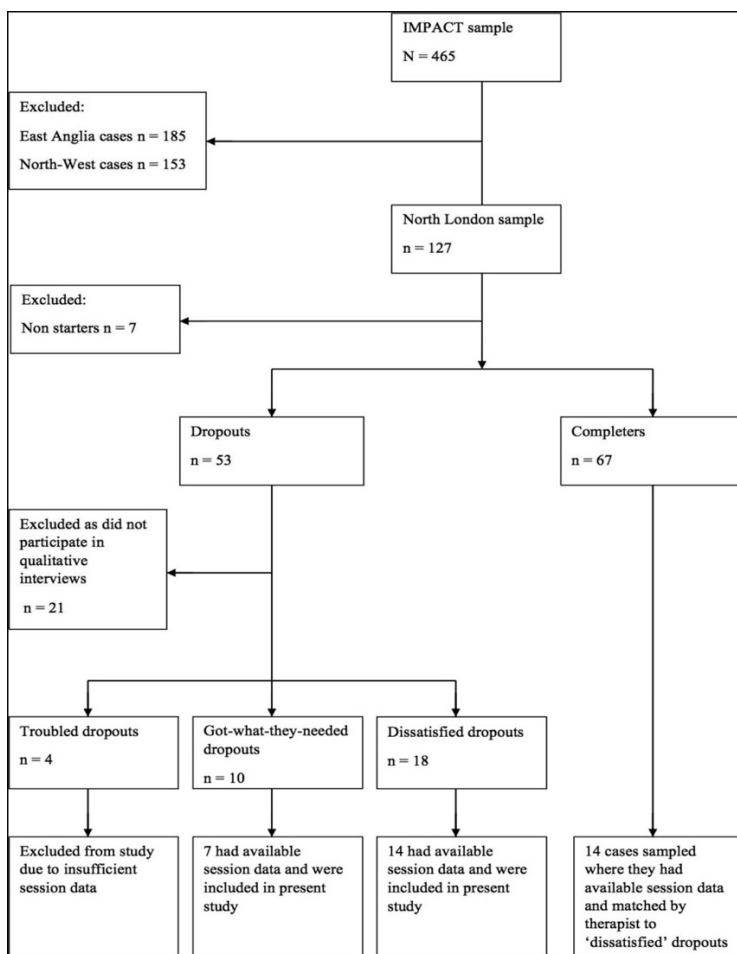 IMPACT sample
N = 465
Excluded:
East Anglia cases n = 185
North-West cases n = 153
North London sample
n = 127
Excluded:
Non starters n = 7
Dropouts
n = 53
Completers
n = 67
Excluded as did not
participate in
qualitative
interviews
n = 21
Troubled dropouts
n = 4
Got-what-they-needed
dropouts
n = 10
Dissatisfied dropouts
n = 18
Excluded from study
due to insufficient
session data
7 had available
session data and were
included in present
study
14 had available
session data and were
included in present
study
14 cases sampled
where they had
available session data
and matched by
therapist to
‘dissatisfied’ dropouts